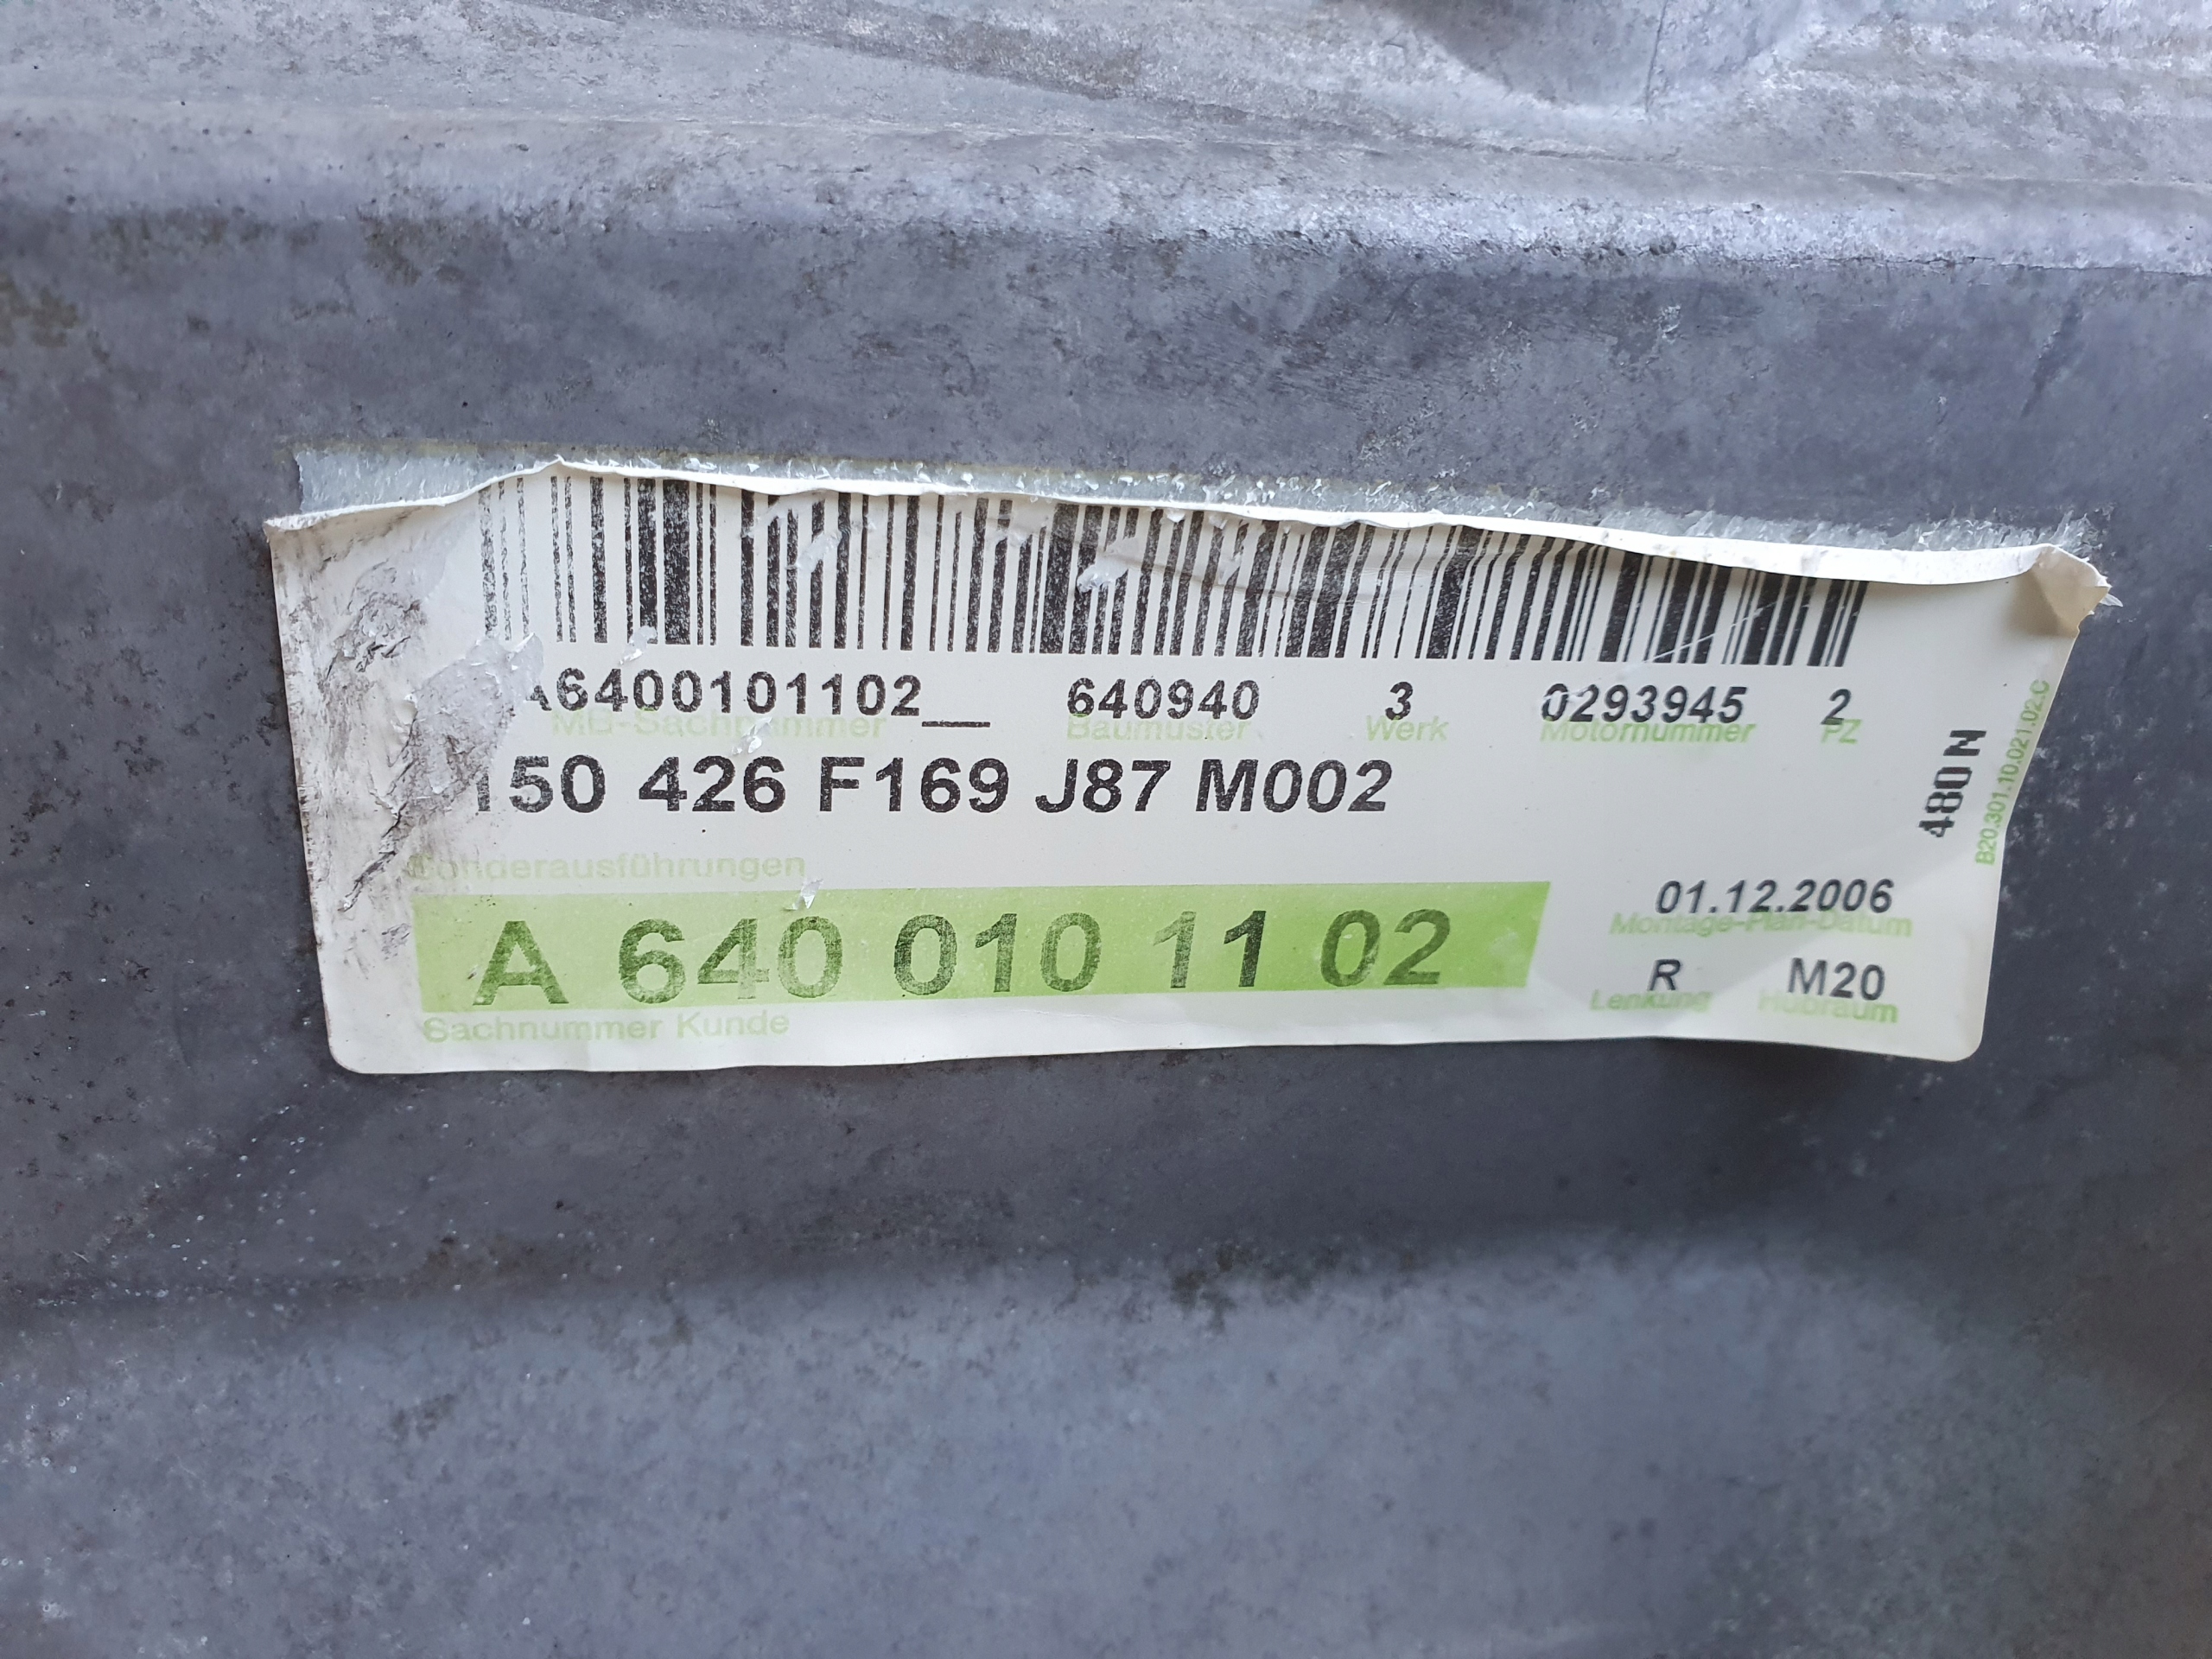 A6400101102__ 640940 3 0293945 2
MB-Sachnummer Baumuster Werk Motornummer PZ
150 426 F169 J87 M002
480 N
B20.301.10.021.02.C
Sonderausführungen
01.12.2006
Montage-Plan-Datum
A 640 010 11 02
R M20
Lenkung Hubraum
Sachnummer Kunde